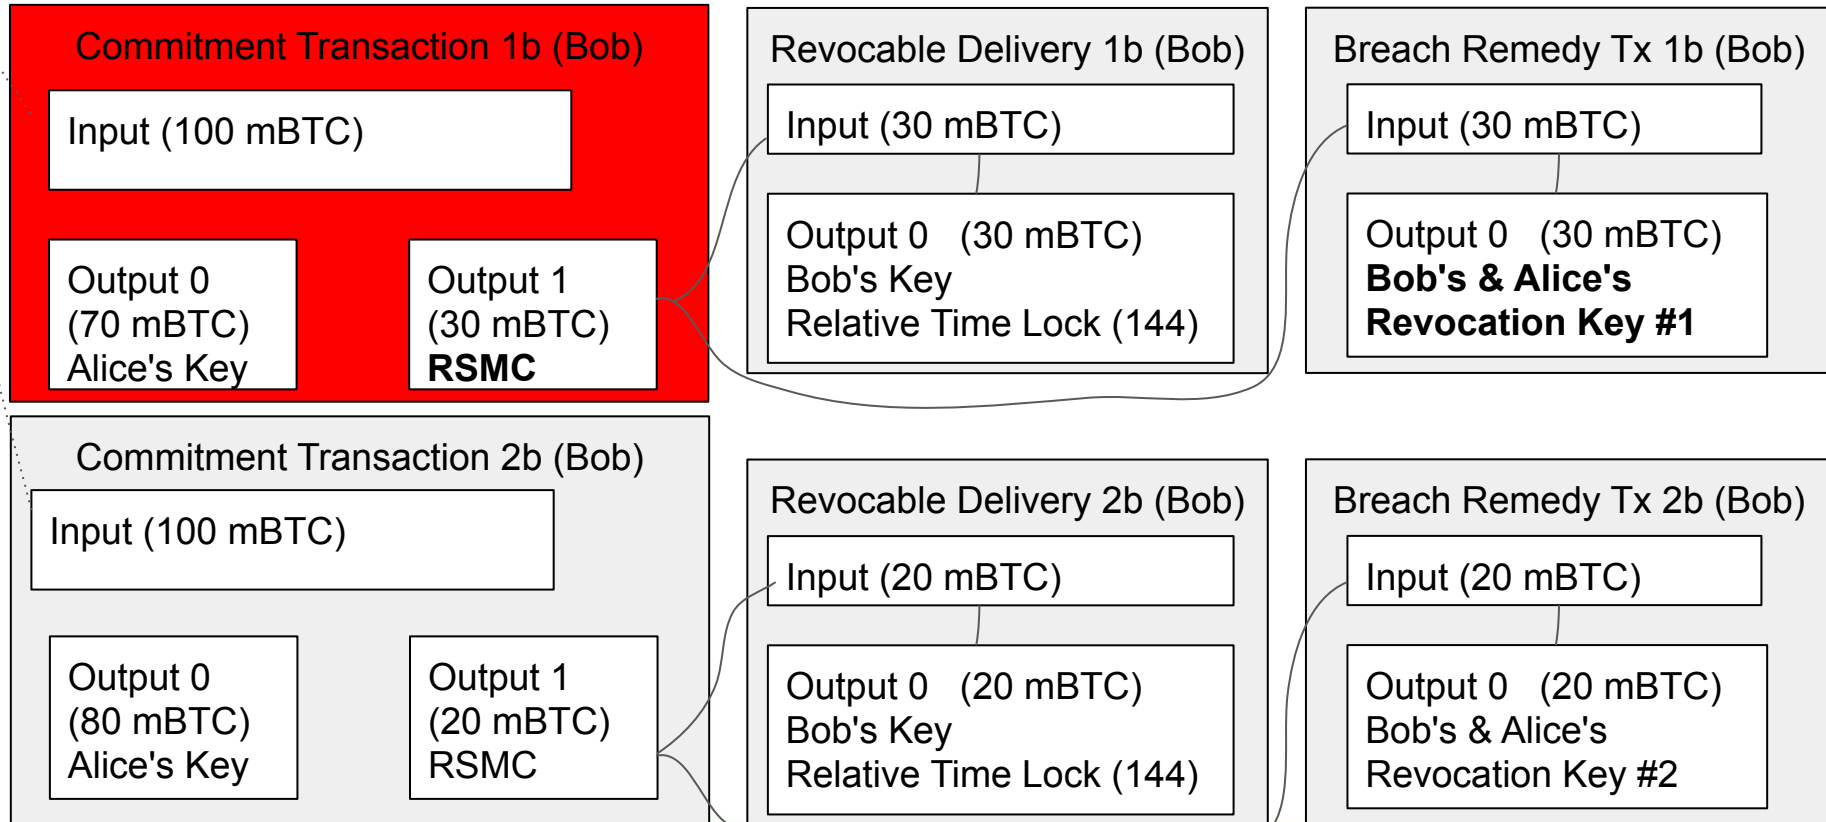 Commitment Transaction 1b (Bob)
Input (100 mBTC)
Output 0
(70 mBTC)
Alice's Key
Output 1
(30 mBTC)
RSMC
Revocable Delivery 1b (Bob)
Input (30 mBTC)
Output 0 (30 mBTC)
Bob's Key
Relative Time Lock (144)
Breach Remedy Tx 1b (Bob)
Input (30 mBTC)
Output 0 (30 mBTC)
Bob's & Alice's
Revocation Key #1
Commitment Transaction 2b (Bob)
Input (100 mBTC)
Output 0
(80 mBTC)
Alice's Key
Output 1
(20 mBTC)
RSMC
Revocable Delivery 2b (Bob)
Input (20 mBTC)
Output 0 (20 mBTC)
Bob's Key
Relative Time Lock (144)
Breach Remedy Tx 2b (Bob)
Input (20 mBTC)
Output 0 (20 mBTC)
Bob's & Alice's
Revocation Key #2